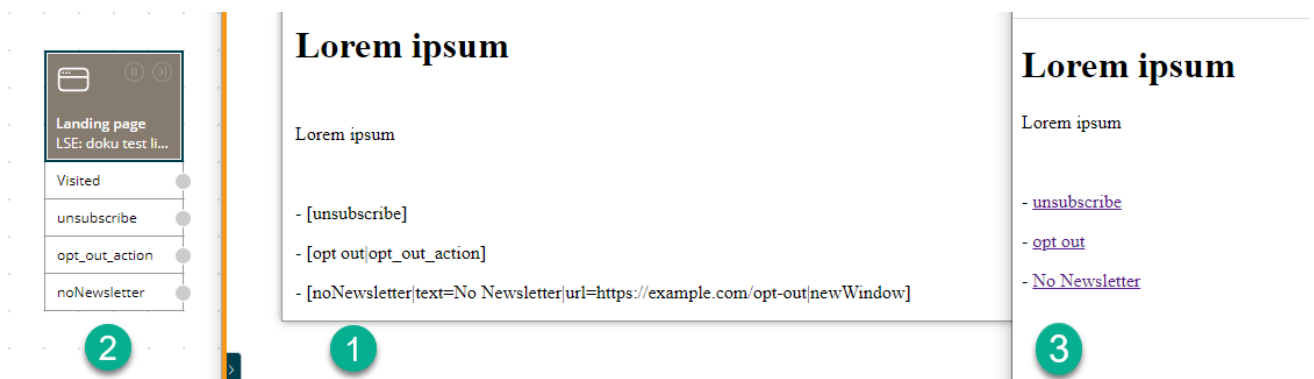 Landing page
LSE: doku test li...
Visited
unsubscribe
opt_out_action
noNewsletter
2
Lorem ipsum
Lorem ipsum
- [unsubscribe]
- [opt out|opt_out_action]
- [noNewsletter|text=No Newsletter|url=https://example.com/opt-out|newWindow]
1
Lorem ipsum
Lorem ipsum
- unsubscribe
- opt out
- No Newsletter
3